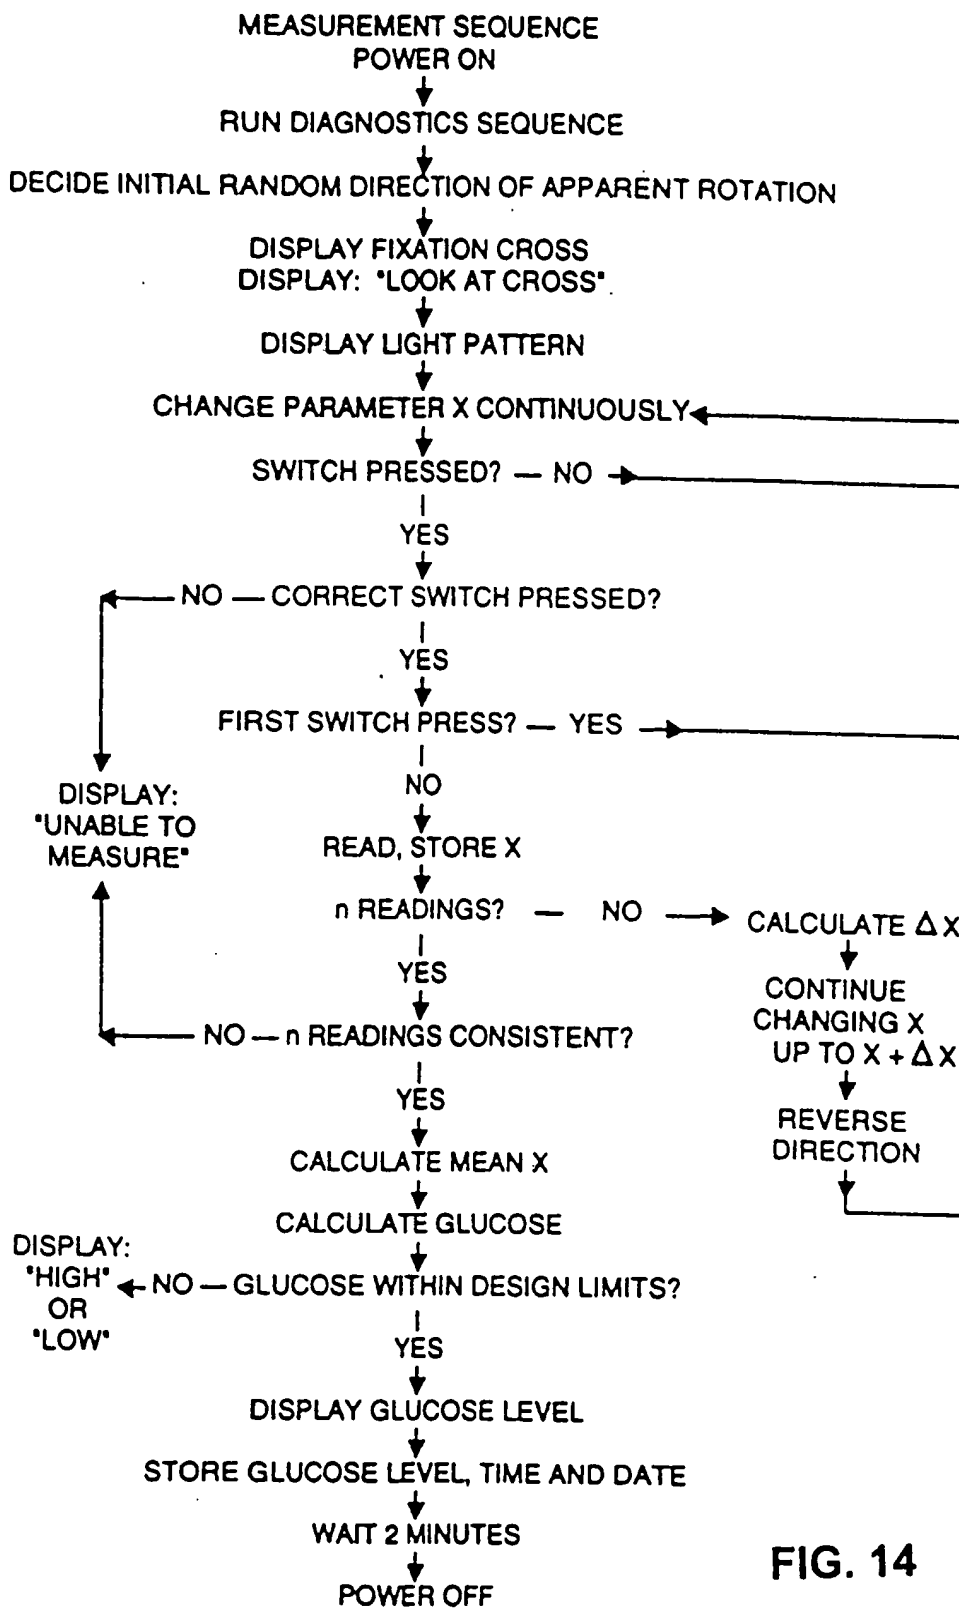 MEASUREMENT SEQUENCE
POWER ON
RUN DIAGNOSTICS SEQUENCE
DECIDE INITIAL RANDOM DIRECTION OF APPARENT ROTATION
DISPLAY FIXATION CROSS
DISPLAY: "LOOK AT CROSS"
DISPLAY LIGHT PATTERN
CHANGE PARAMETER X CONTINUOUSLY
SWITCH PRESSED? — NO
YES
NO — CORRECT SWITCH PRESSED?
YES
FIRST SWITCH PRESS? — YES
NO
DISPLAY:
"UNABLE TO
MEASURE"
READ, STORE X
n READINGS? — NO
CALCULATE Δ X
YES
CONTINUE
CHANGING X
UP TO X + Δ X
NO — n READINGS CONSISTENT?
YES
REVERSE
DIRECTION
CALCULATE MEAN X
CALCULATE GLUCOSE
DISPLAY:
"HIGH"
OR
"LOW"
NO — GLUCOSE WITHIN DESIGN LIMITS?
YES
DISPLAY GLUCOSE LEVEL
STORE GLUCOSE LEVEL, TIME AND DATE
WAIT 2 MINUTES
POWER OFF
FIG. 14